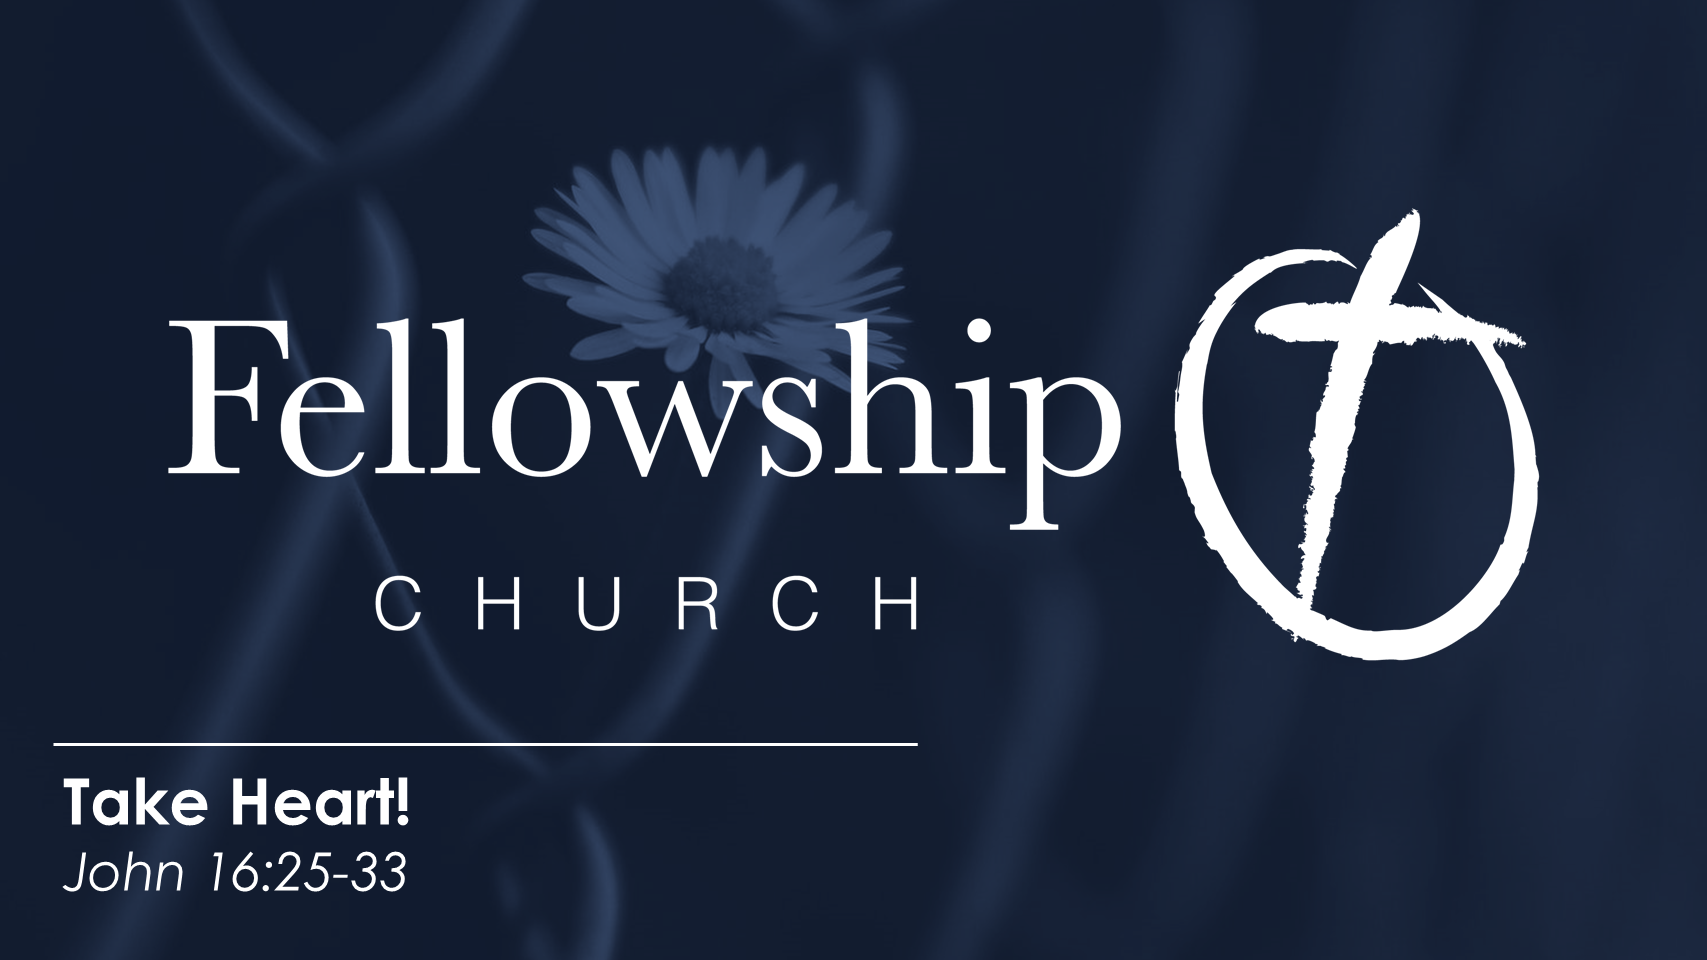 Fellowship
CHURCH
Take Heart!
John 16:25-33